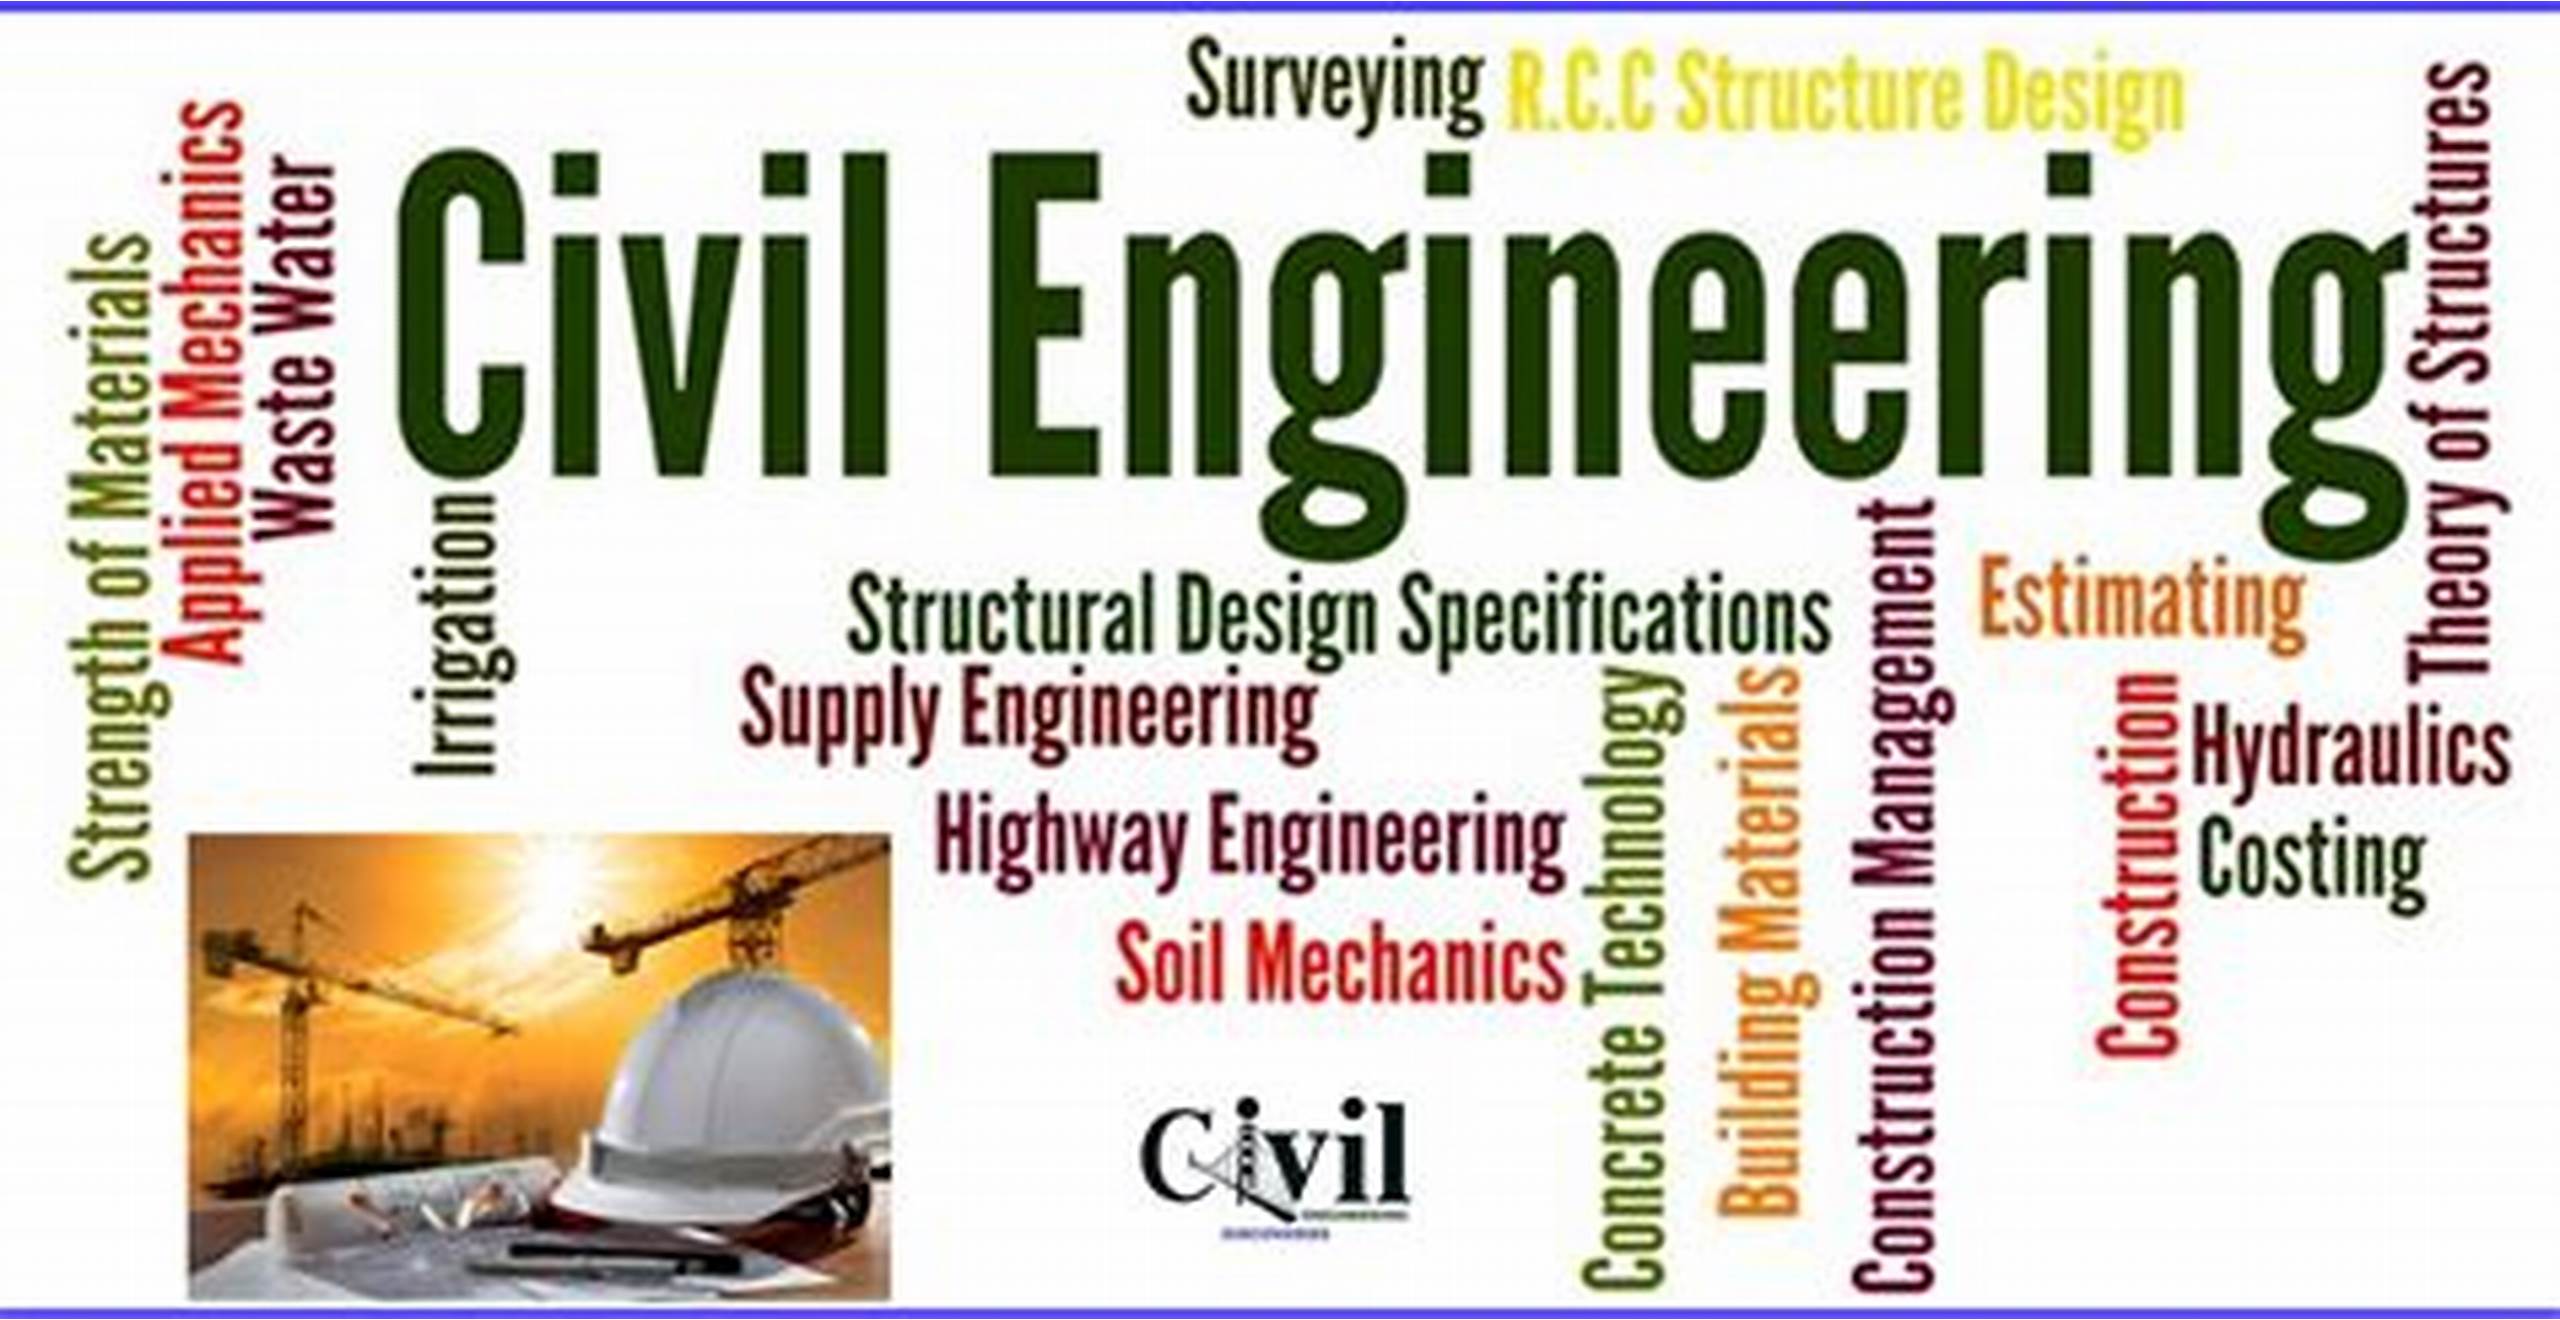 Surveying R.C.C Structure Design
Strength of Materials
Applied Mechanics
Waste Water
Civil Engineering
Theory of Structures
Irrigation
Structural Design Specifications
Supply Engineering
Highway Engineering
Soil Mechanics
Concrete Technology
Building Materials
Construction Management
Estimating
Construction
Hydraulics
Costing
Civil